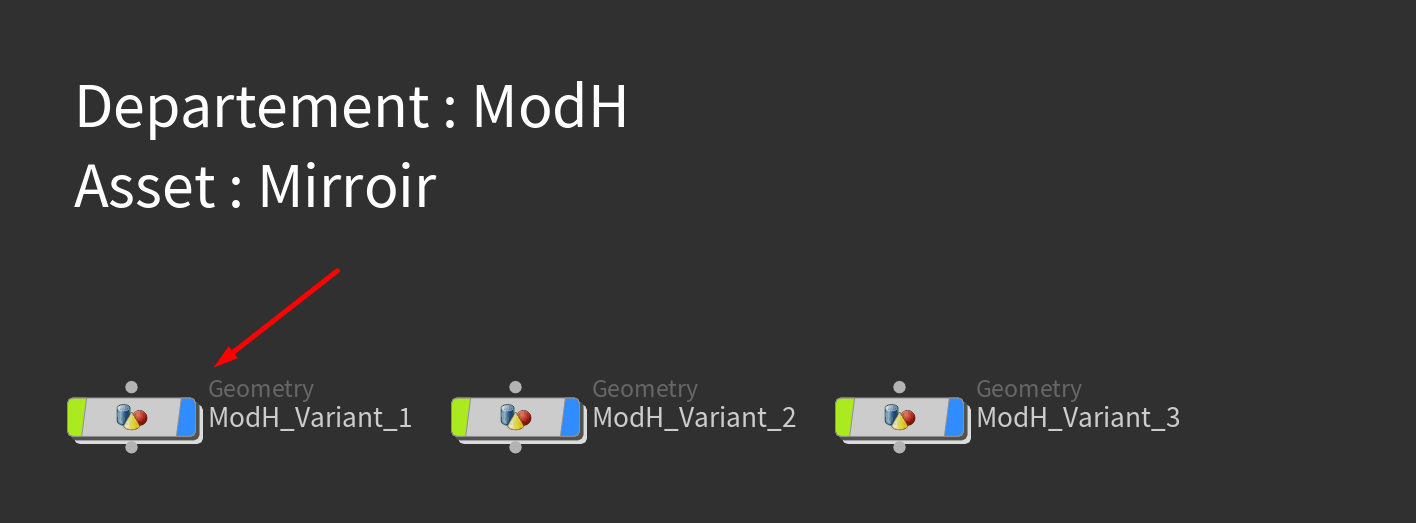 Departement : ModH
Asset : Mirroir
Geometry
ModH_Variant_1
Geometry
ModH_Variant_2
Geometry
ModH_Variant_3